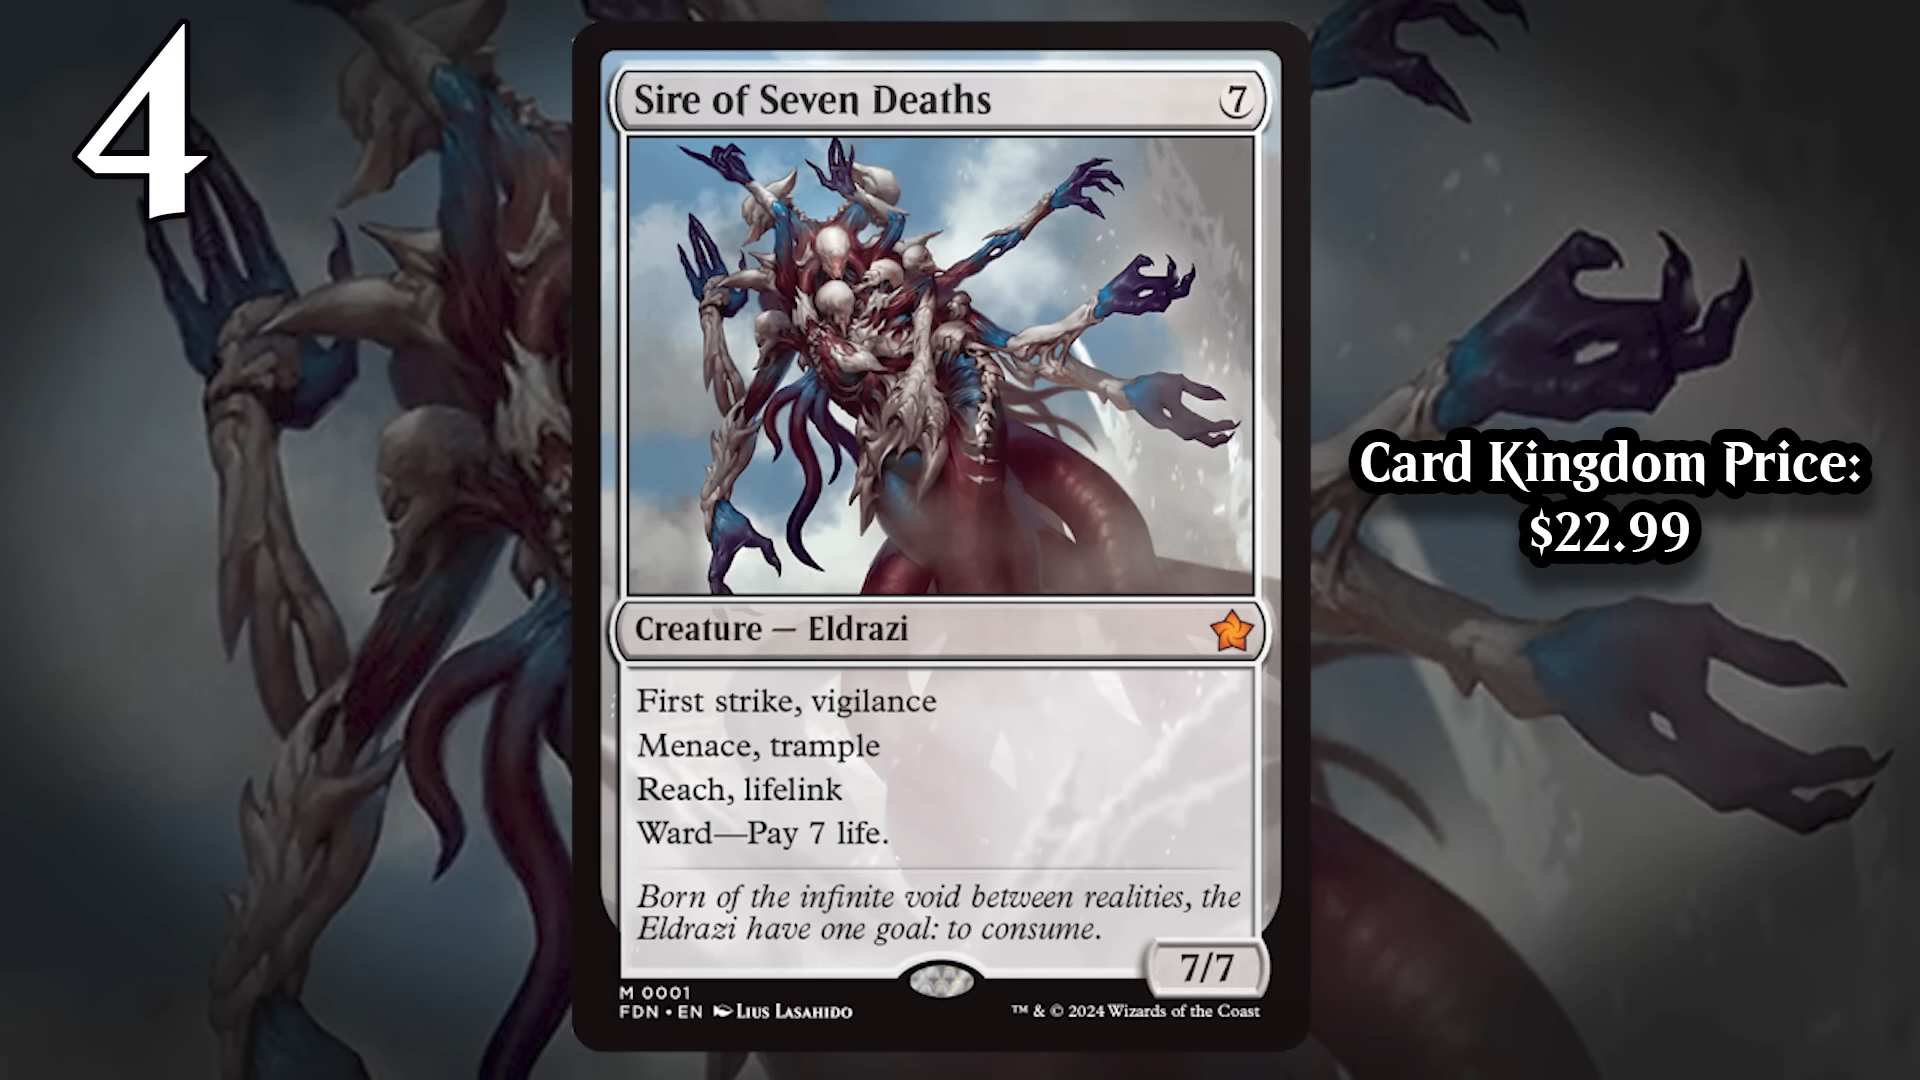 4
Sire of Seven Deaths 7
Creature — Eldrazi
First strike, vigilance
Menace, trample
Reach, lifelink
Ward—Pay 7 life.
Born of the infinite void between realities, the
Eldrazi have one goal: to consume.
7/7
M 0001
FDN • EN Lius Lasahido
™ & © 2024 Wizards of the Coast
Card Kingdom Price:
$22.99